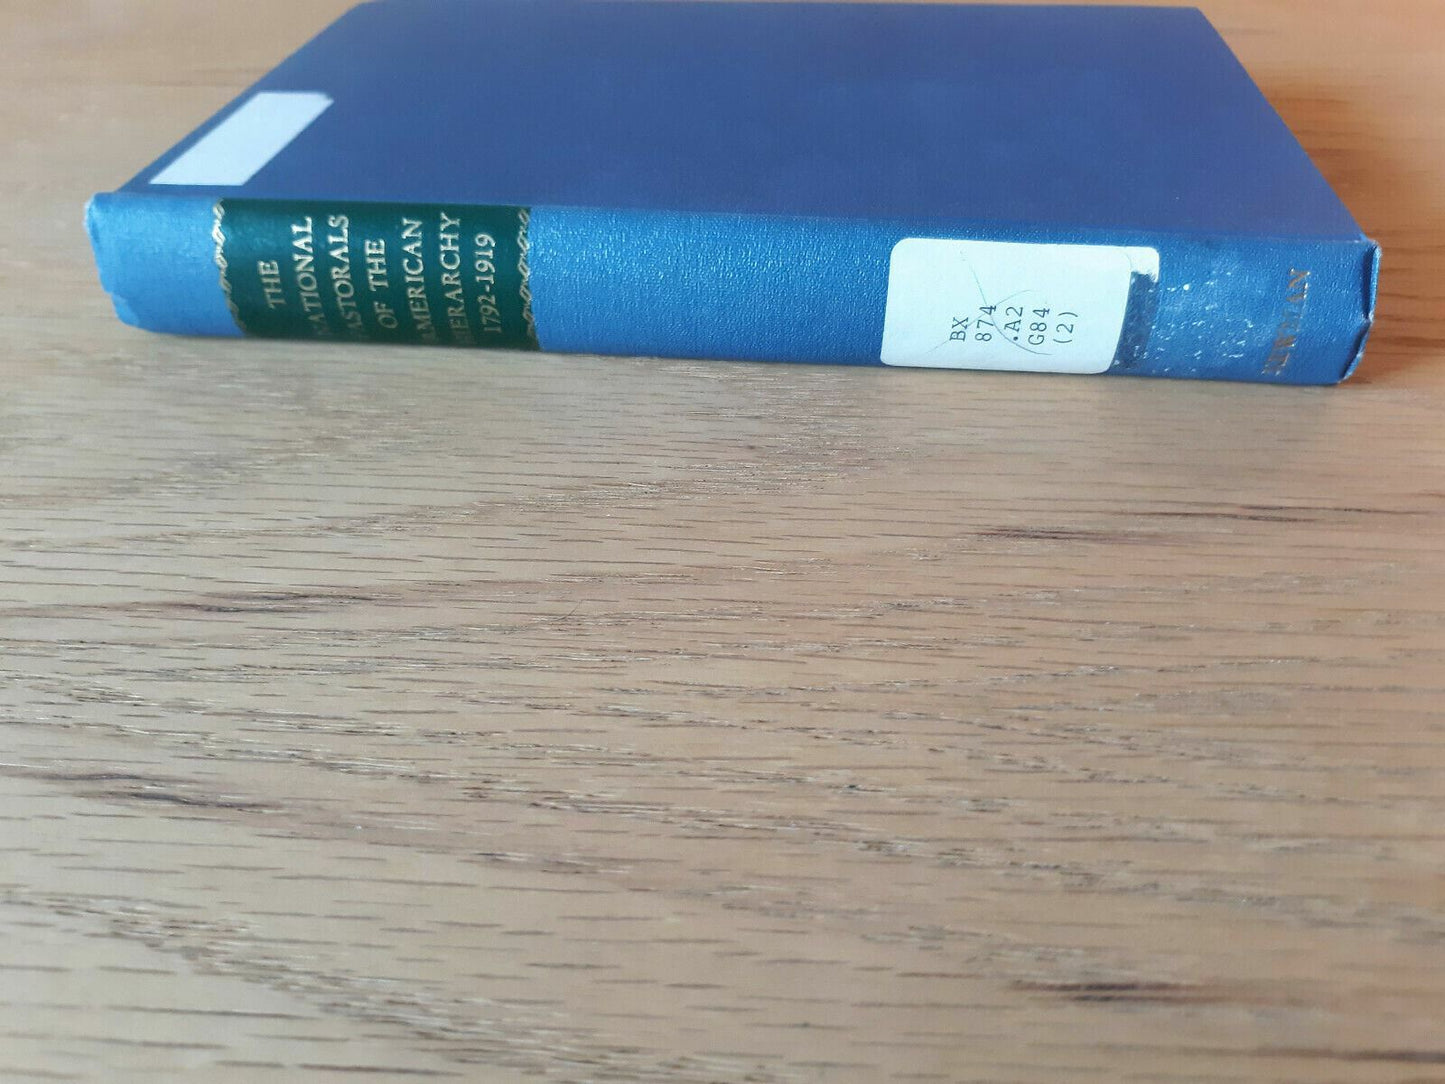 THE
NATIONAL
PASTORALS
OF THE
AMERICAN
HIERARCHY
1792-1919
BX
874
.A2
G84
(2)
NEWMAN